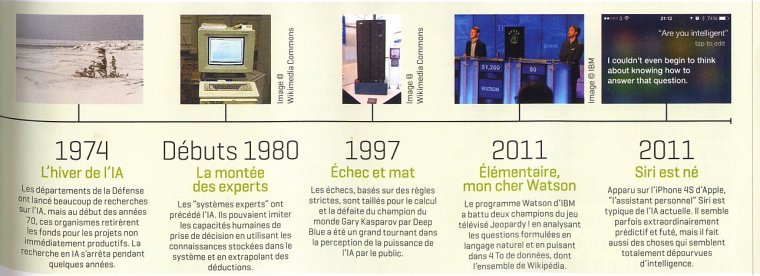 Image ©
Wikimedia Commons
Image ©
Wikimedia Commons
$1,200
$0
WATSON
Image © IBM
21:15
74%
"Are you intelligent"
tap to edit
I couldn't even begin to think
about knowing how to
answer that question.
1974
L'hiver de l'IA
Les départements de la Défense
ont lancé beaucoup de recherches
sur l'IA, mais au début des années
70, ces organismes retirèrent
les fonds pour les projets non
immédiatement productifs. La
recherche en IA s'arrêta pendant
quelques années.
Débuts 1980
La montée
des experts
Les "systèmes experts" ont
précédé l'IA. Ils pouvaient imiter
les capacités humaines de
prise de décision en utilisant les
connaissances stockées dans le
système et en extrapolant des
déductions.
1997
Échec et mat
Les échecs, basés sur des règles
strictes, sont taillés pour le calcul
et la défaite du champion du
monde Gary Kasparov par Deep
Blue a été un grand tournant dans
la perception de la puissance de
l'IA par le public.
2011
Élémentaire,
mon cher Watson
Le programme Watson d'IBM
a battu deux champions du jeu
télévisé Jeopardy ! en analysant
les questions formulées en
langage naturel et en puisant
dans 4 To de données, dont
l'ensemble de Wikipédia.
2011
Siri est né
Apparu sur l'iPhone 4S d'Apple,
"l'assistant personnel" Siri est
typique de l'IA actuelle. Il semble
parfois extraordinairement
prédictif et futé, mais il fait
aussi des choses qui semblent
totalement dépourvues
d'intelligence.